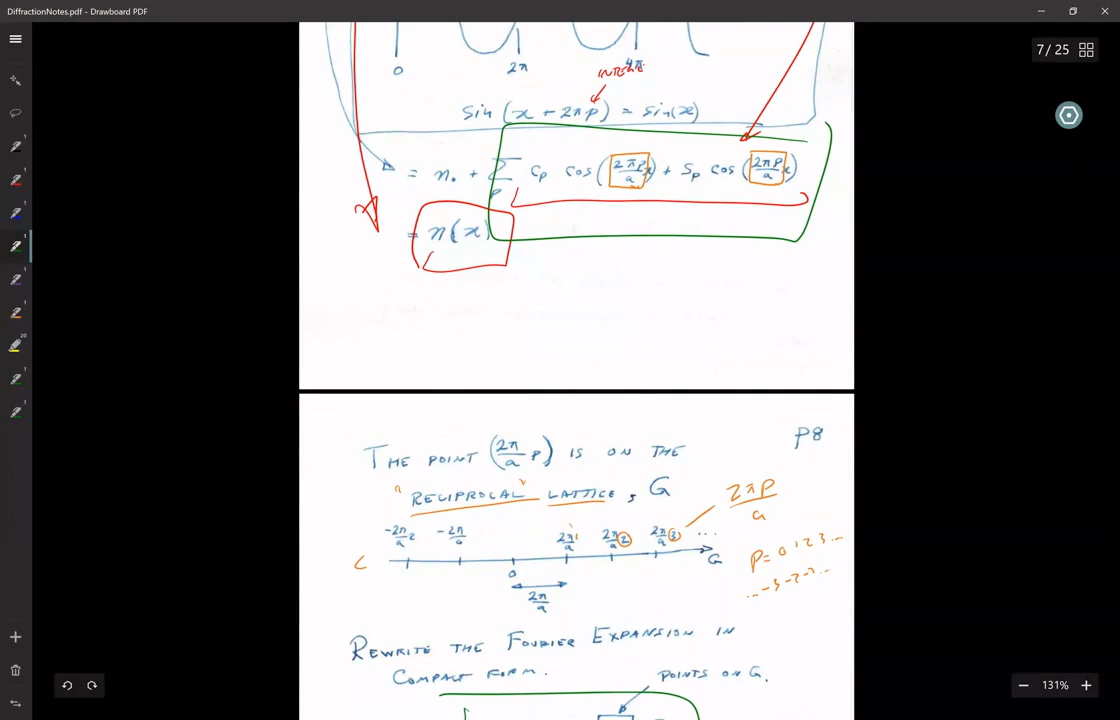 DiffractionNotes.pdf - Drawboard PDF
7 / 25
0 2π 4π
INTEGE
sin (x + 2πp) = sin(x)
= n₀ + ∑ Cp cos (2πp/a x) + Sp cos (2πp/a x)
p
= n(x)
P8
THE POINT (2π/a p) IS ON THE
"RECIPROCAL" LATTICE, G
2πp/a
-2π/a 2 -2π/a 2π/a 1 2π/a 2 2π/a 3 ...
0 G
2π/a
P = 0 1 2 3 ...
... -3 -2 -1 ...
REWRITE THE FOURIER EXPANSION IN
COMPACT FORM.
POINTS ON G.
131%